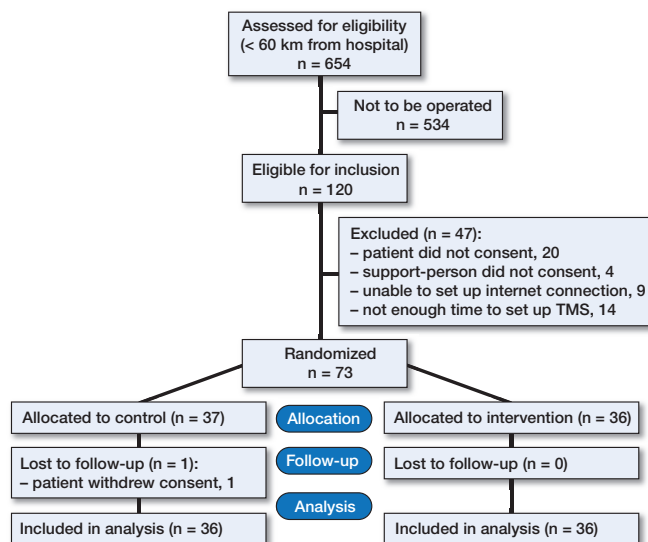 Assessed for eligibility
(< 60 km from hospital)
n = 654
Not to be operated
n = 534
Eligible for inclusion
n = 120
Excluded (n = 47):
– patient did not consent, 20
– support-person did not consent, 4
– unable to set up internet connection, 9
– not enough time to set up TMS, 14
Randomized
n = 73
Allocated to control (n = 37)
Allocation
Allocated to intervention (n = 36)
Lost to follow-up (n = 1):
– patient withdrew consent, 1
Follow-up
Lost to follow-up (n = 0)
Analysis
Included in analysis (n = 36)
Included in analysis (n = 36)